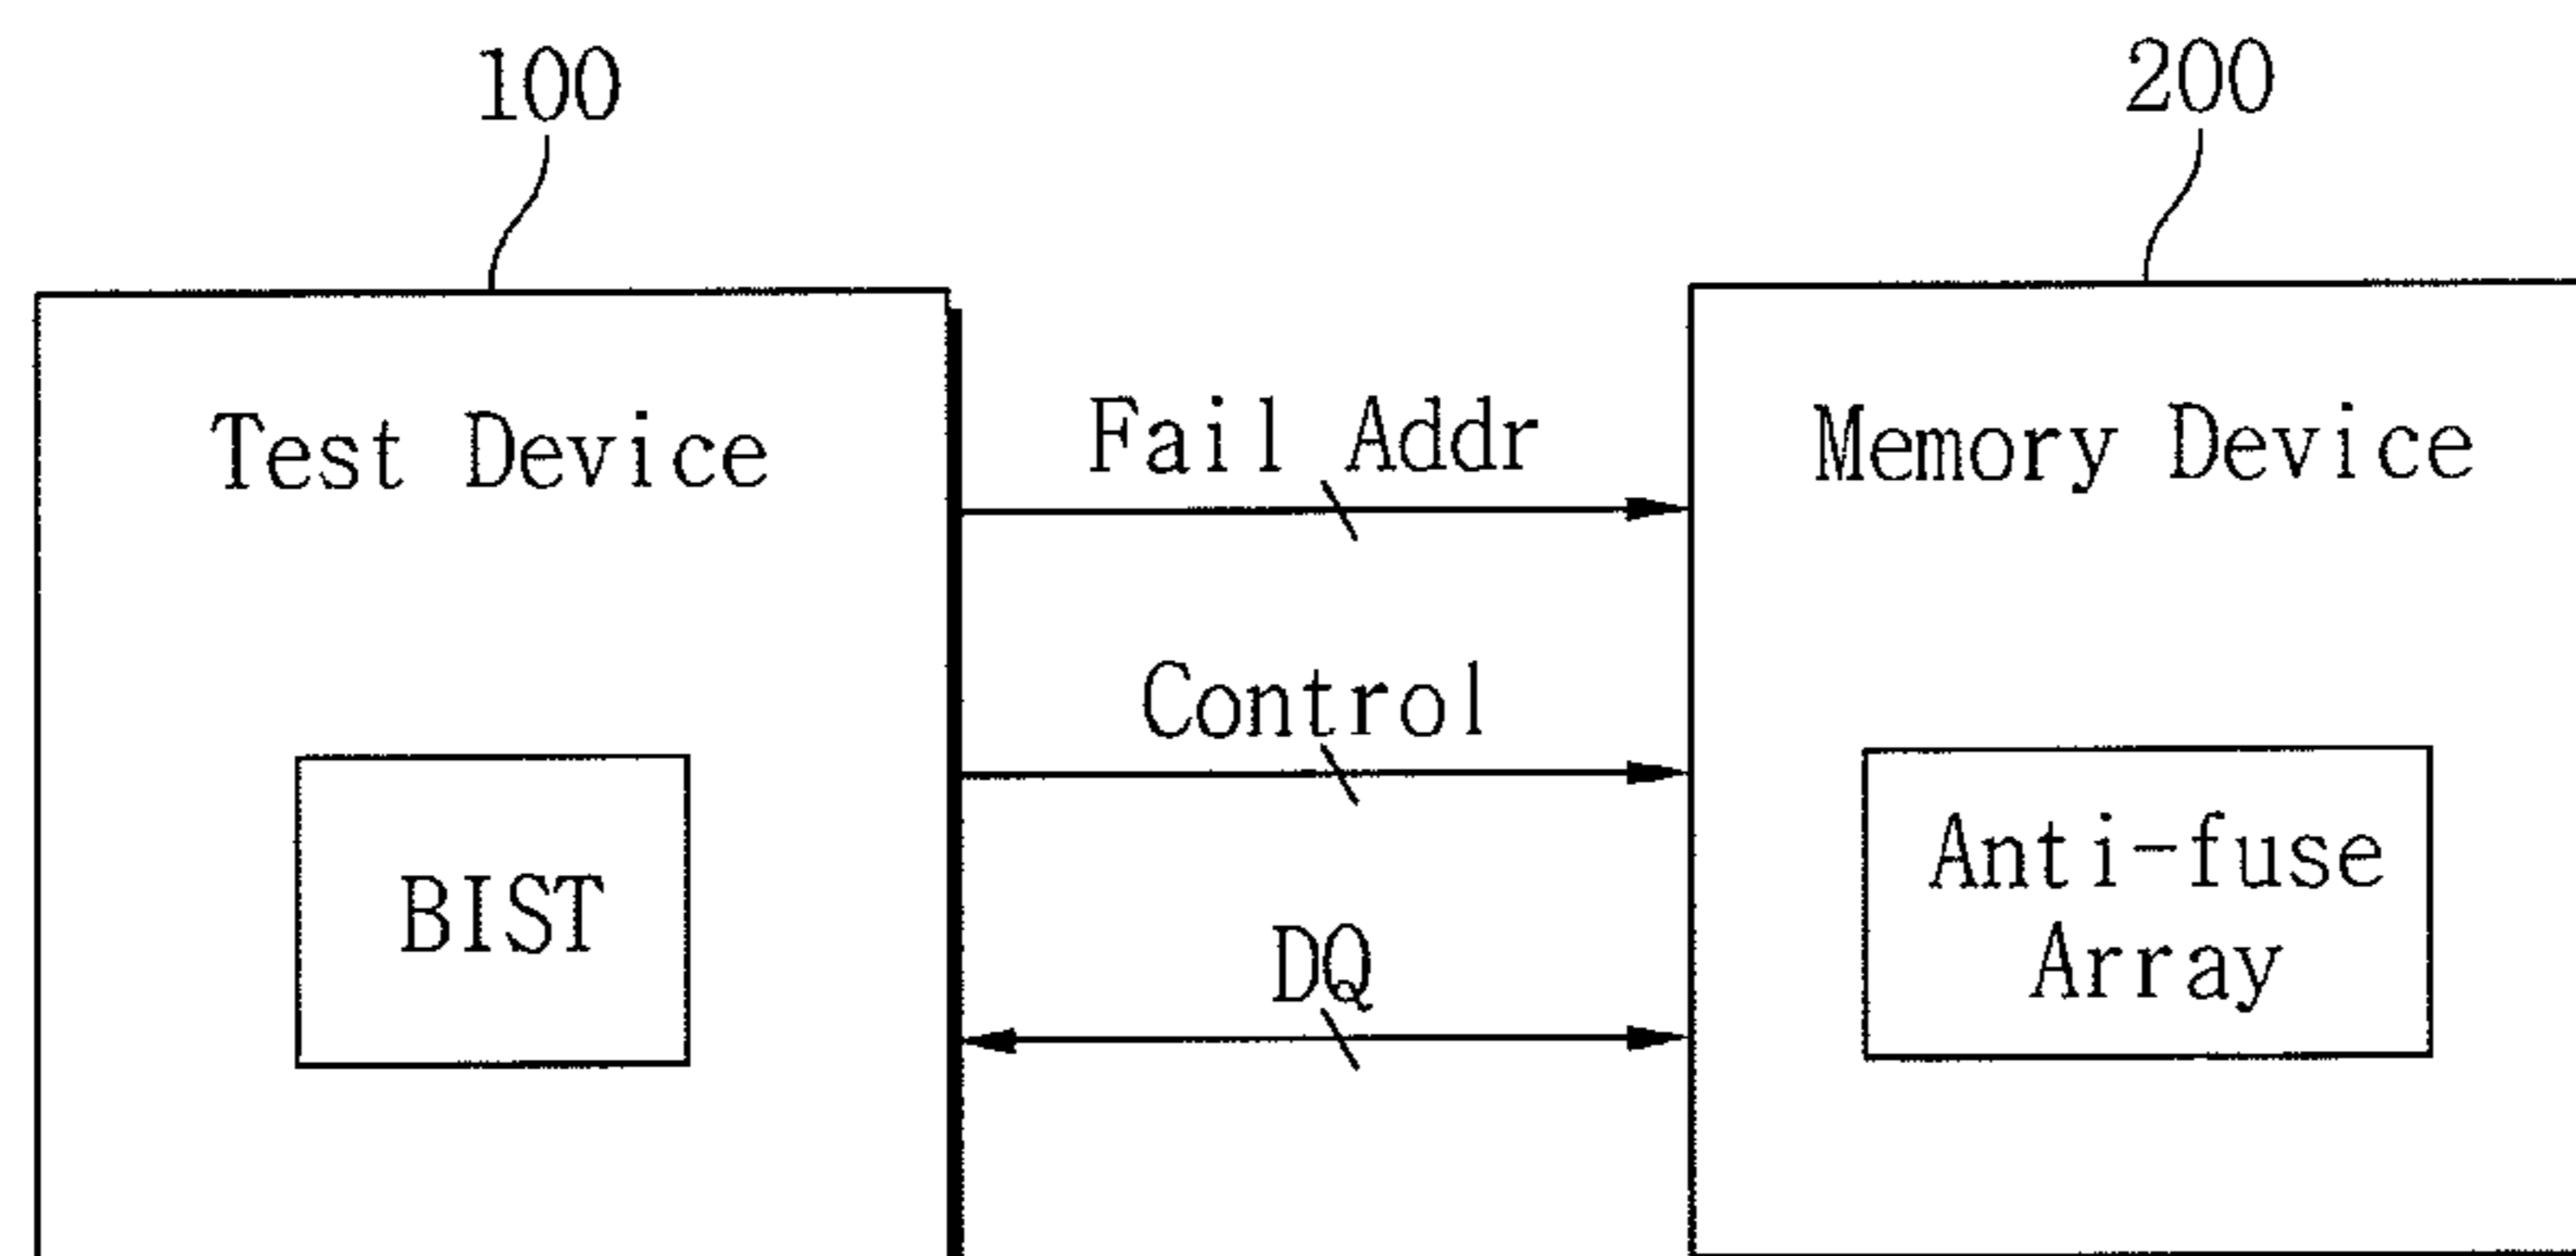 100
200
Test Device
Fail Addr
Memory Device
Control
BIST
Anti-fuse
Array
DQ